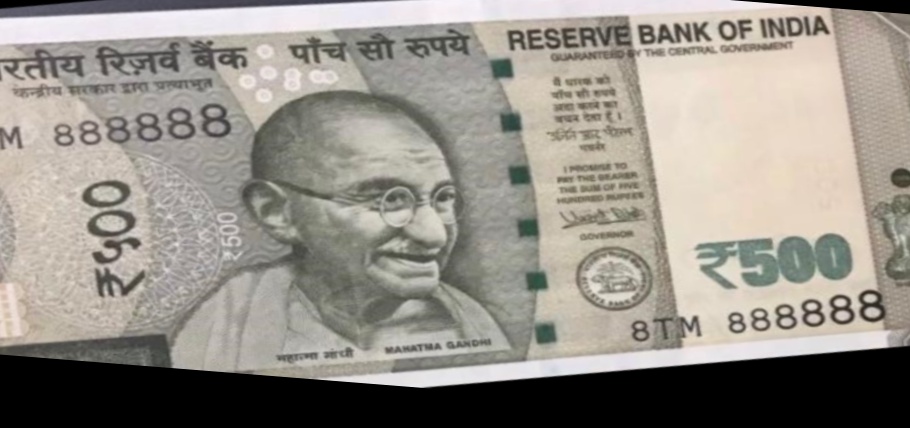 रतीय रिज़र्व बैंक
केन्द्रीय सरकार द्वारा प्रत्याभूत
पाँच सौ रुपये
RESERVE BANK OF INDIA
GUARANTEED BY THE CENTRAL GOVERNMENT
M 888888
₹५००
₹500
मैं धारक को
पाँच सौ रुपये
अदा करने का
वचन देता हूँ।
गवर्नर
I PROMISE TO
PAY THE BEARER
THE SUM OF FIVE
HUNDRED RUPEES
GOVERNOR
₹500
8TM 888888
महात्मा गांधी
MAHATMA GANDHI